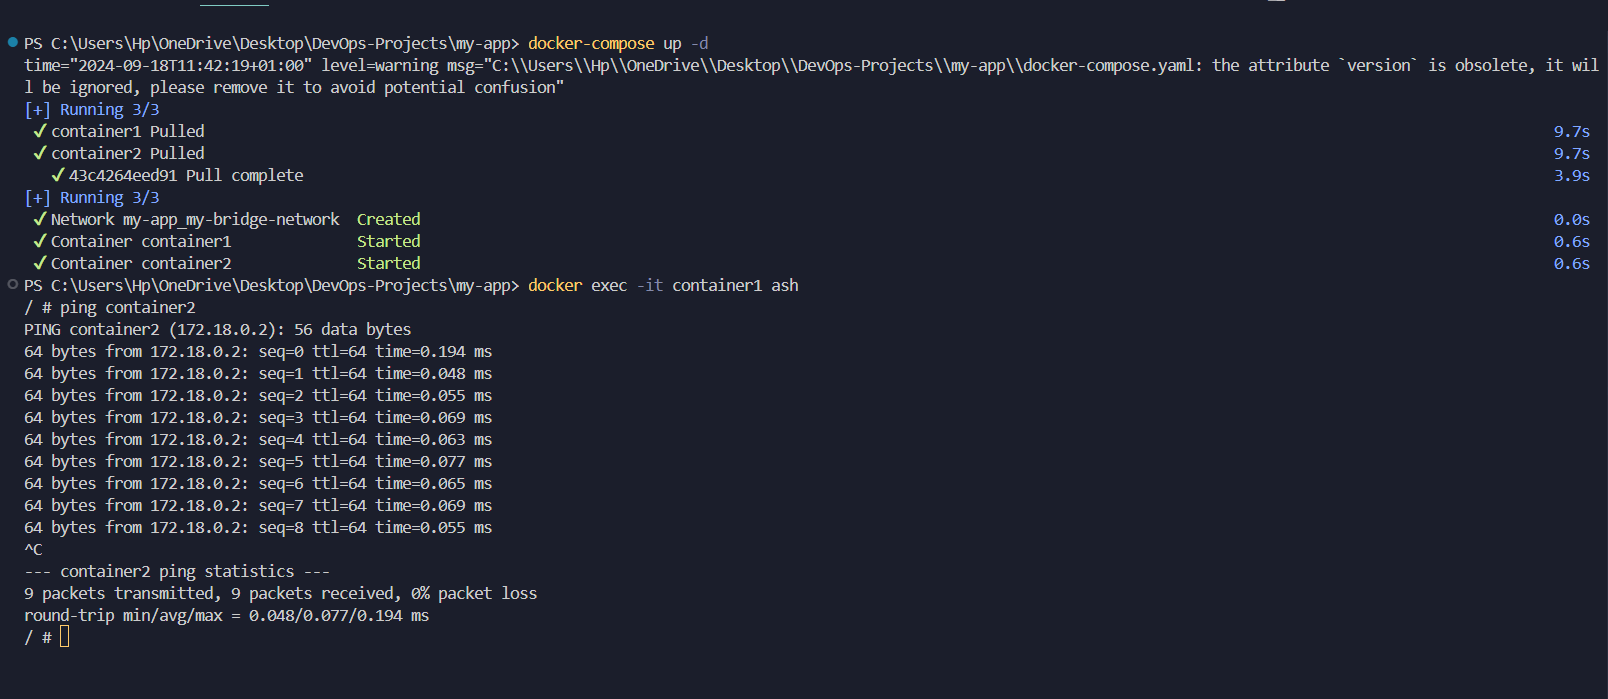 PS C:\Users\Hp\OneDrive\Desktop\DevOps-Projects\my-app> docker-compose up -d
time="2024-09-18T11:42:19+01:00" level=warning msg="C:\\Users\\Hp\\OneDrive\\Desktop\\DevOps-Projects\\my-app\\docker-compose.yaml: the attribute `version` is obsolete, it wil
l be ignored, please remove it to avoid potential confusion"
[+] Running 3/3
✔ container1 Pulled 9.7s
✔ container2 Pulled 9.7s
✔ 43c4264eed91 Pull complete 3.9s
[+] Running 3/3
✔ Network my-app_my-bridge-network Created 0.0s
✔ Container container1 Started 0.6s
✔ Container container2 Started 0.6s
PS C:\Users\Hp\OneDrive\Desktop\DevOps-Projects\my-app> docker exec -it container1 ash
/ # ping container2
PING container2 (172.18.0.2): 56 data bytes
64 bytes from 172.18.0.2: seq=0 ttl=64 time=0.194 ms
64 bytes from 172.18.0.2: seq=1 ttl=64 time=0.048 ms
64 bytes from 172.18.0.2: seq=2 ttl=64 time=0.055 ms
64 bytes from 172.18.0.2: seq=3 ttl=64 time=0.069 ms
64 bytes from 172.18.0.2: seq=4 ttl=64 time=0.063 ms
64 bytes from 172.18.0.2: seq=5 ttl=64 time=0.077 ms
64 bytes from 172.18.0.2: seq=6 ttl=64 time=0.065 ms
64 bytes from 172.18.0.2: seq=7 ttl=64 time=0.069 ms
64 bytes from 172.18.0.2: seq=8 ttl=64 time=0.055 ms
^C
--- container2 ping statistics ---
9 packets transmitted, 9 packets received, 0% packet loss
round-trip min/avg/max = 0.048/0.077/0.194 ms
/ #